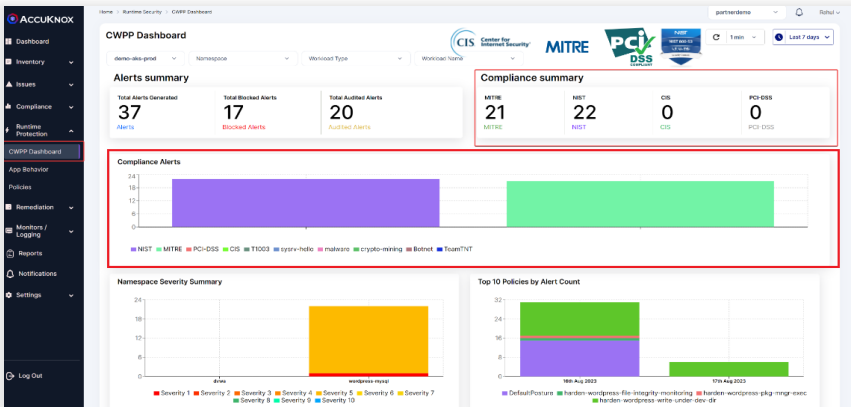 ACCUKNOX
Home > Runtime Security > CWPP Dashboard
partnerdemo
Rahul
Dashboard
Inventory
Issues
Compliance
Runtime
Protection
CWPP Dashboard
App Behavior
Policies
Remediation
Monitors /
Logging
Reports
Notifications
Settings
Log Out
CWPP Dashboard
CIS Center for
Internet Security
MITRE
PCI
DSS
COMPLIANT
NIST
1 min
Last 7 days
demo-aks-prod
Namespace
Workload Type
Workload Name
Alerts summary
Total Alerts Generated
37
Alerts
Total Blocked Alerts
17
Blocked Alerts
Total Audited Alerts
20
Audited Alerts
Compliance summary
MITRE
21
MITRE
NIST
22
NIST
CIS
0
CIS
PCI-DSS
0
PCI-DSS
Compliance Alerts
24
18
12
6
0
NIST MITRE PCI-DSS CIS T1003 sysrv-hello malware crypto-mining Botnet TeamTNT
Namespace Severity Summary
24
18
12
6
0
wordpress-mysql
Severity 1 Severity 2 Severity 3 Severity 4 Severity 5 Severity 6 Severity 7
Severity 8 Severity 9 Severity 10
Top 10 Policies by Alert Count
32
24
16
8
0
16th Aug 2023
17th Aug 2023
DefaultPosture harden-wordpress-file-integrity-monitoring harden-wordpress-pkg-mngr-exec
harden-wordpress-write-under-dev-dir